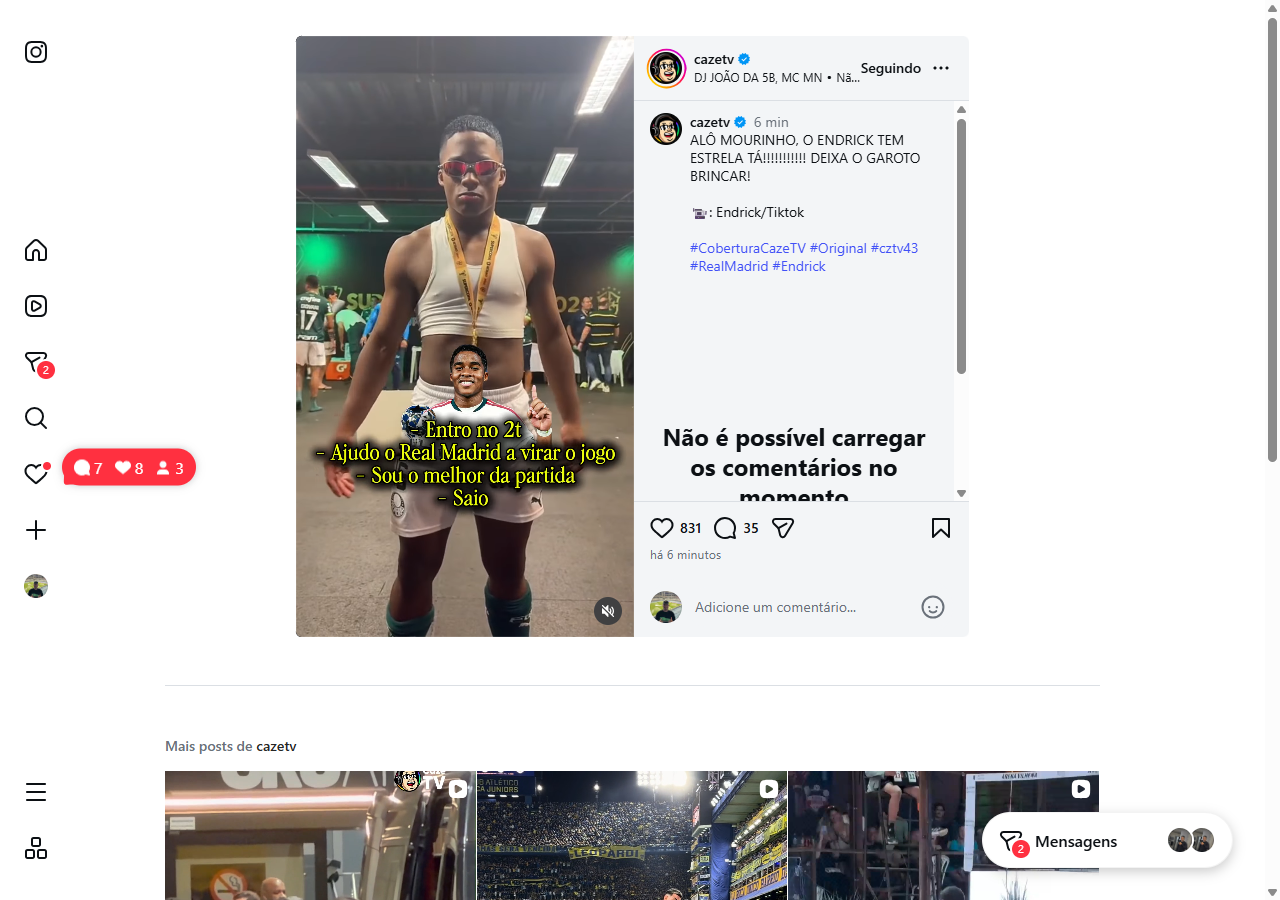 cazetv
DJ JOÃO DA 5B, MC MN • Nã...
Seguindo
cazetv 6 min
ALÔ MOURINHO, O ENDRICK TEM
ESTRELA TÁ!!!!!!!!!!! DEIXA O GAROTO
BRINCAR!
: Endrick/Tiktok
#CoberturaCazeTV #Original #cztv43
#RealMadrid #Endrick
Não é possível carregar
os comentários no
momento
831 35
há 6 minutos
Adicione um comentário...
17
- Entro no 2t
- Ajudo o Real Madrid a virar o jogo
- Sou o melhor da partida
- Saio
2
7 8 3
Mais posts de cazetv
TV
LEOPARDI
2
Mensagens